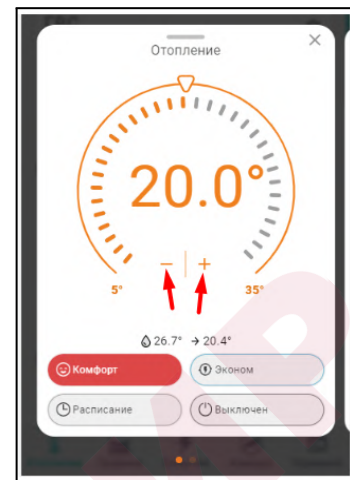 Отопление
20.0°
− +
5° 35°
26.7° → 20.4°
Комфорт Эконом
Расписание Выключен